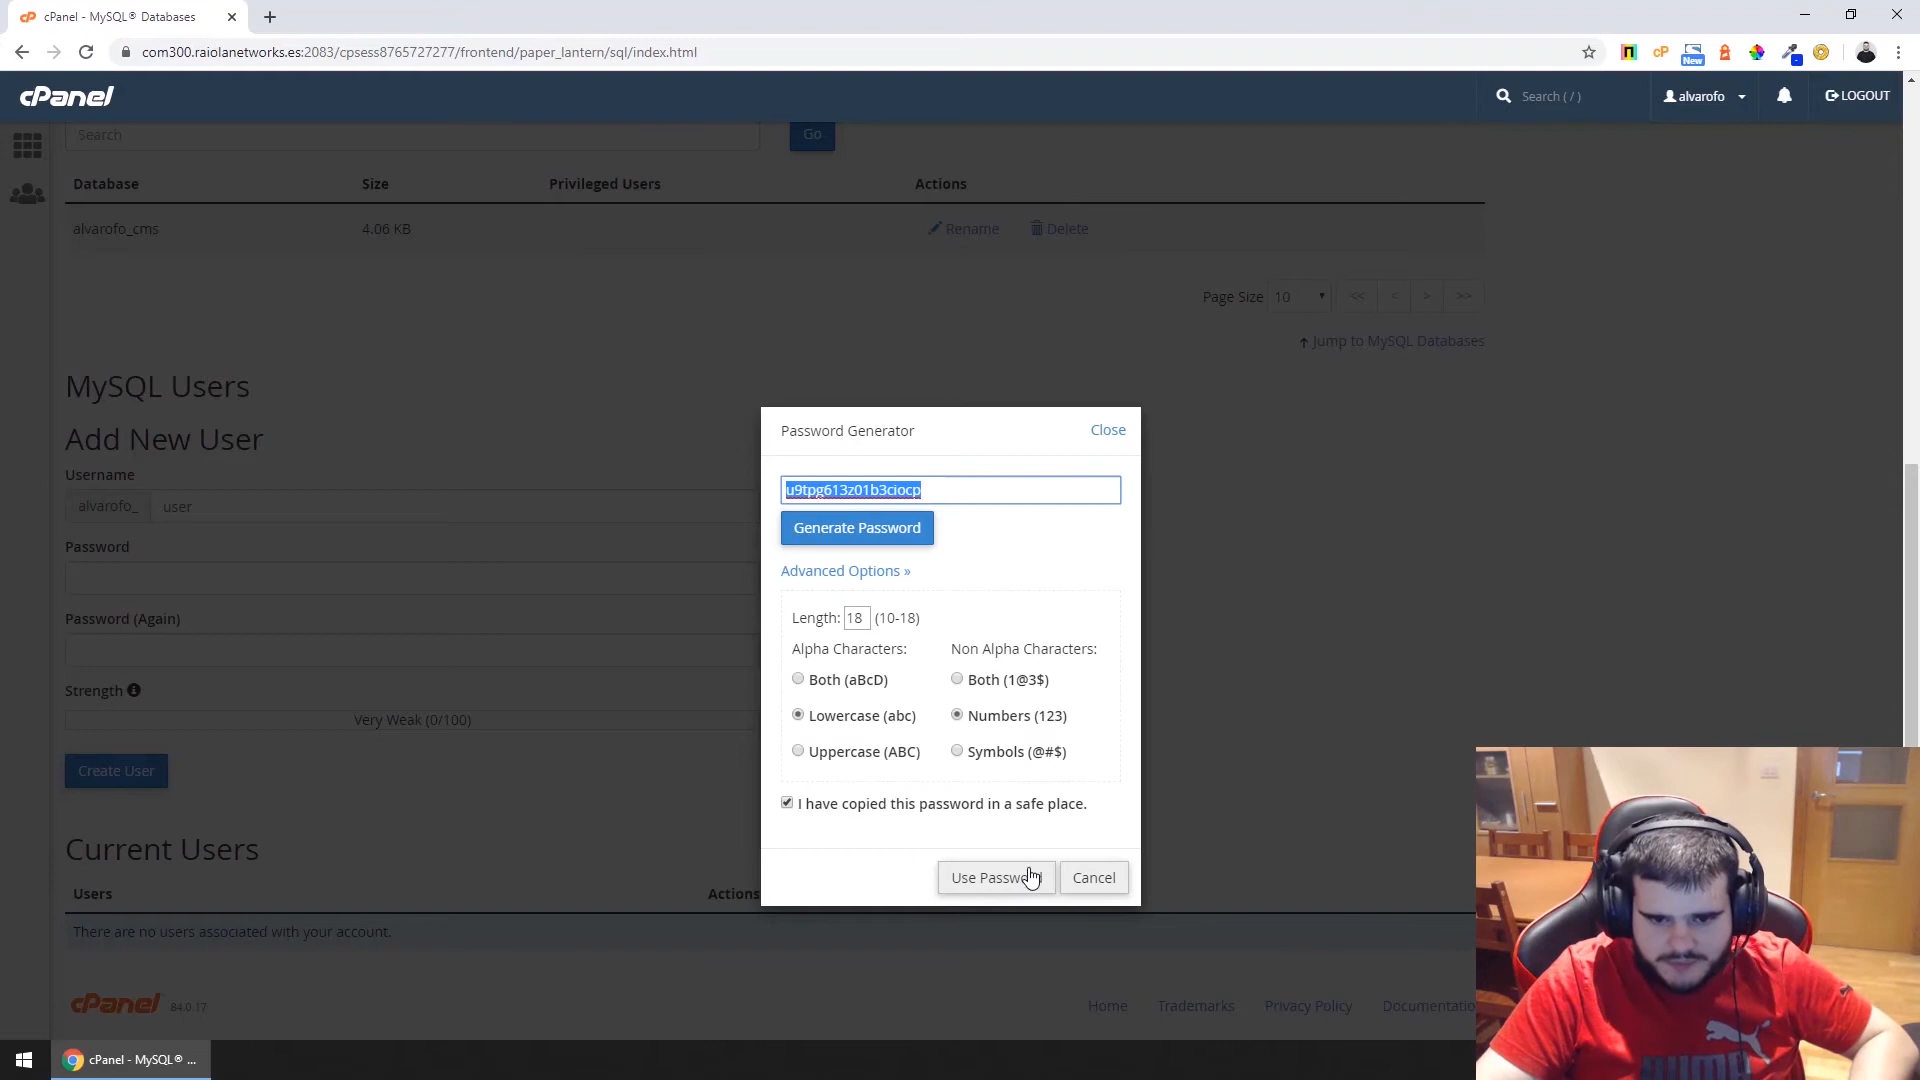 cPanel - MySQL® Databases
com300.raiolanetworks.es:2083/cpsess8765727277/frontend/paper_lantern/sql/index.html
New
cPanel
Search ( / )
alvarofo
LOGOUT
Search
Go
Database Size Privileged Users Actions
alvarofo_cms 4.06 KB Rename Delete
Page Size 10 << < > >>
Jump to MySQL Databases
MySQL Users
Add New User
Username
alvarofo_ user
Password
Password (Again)
Strength
Very Weak (0/100)
Create User
Current Users
Users Actions
There are no users associated with your account.
Password Generator Close
u9tpg613z01b3ciocp
Generate Password
Advanced Options »
Length: 18 (10-18)
Alpha Characters: Non Alpha Characters:
Both (aBcD) Both (1@3$)
Lowercase (abc) Numbers (123)
Uppercase (ABC) Symbols (@#$)
I have copied this password in a safe place.
Use Password Cancel
cPanel 84.0.17
Home Trademarks Privacy Policy Documentatio
cPanel - MySQL® ...
PUMA